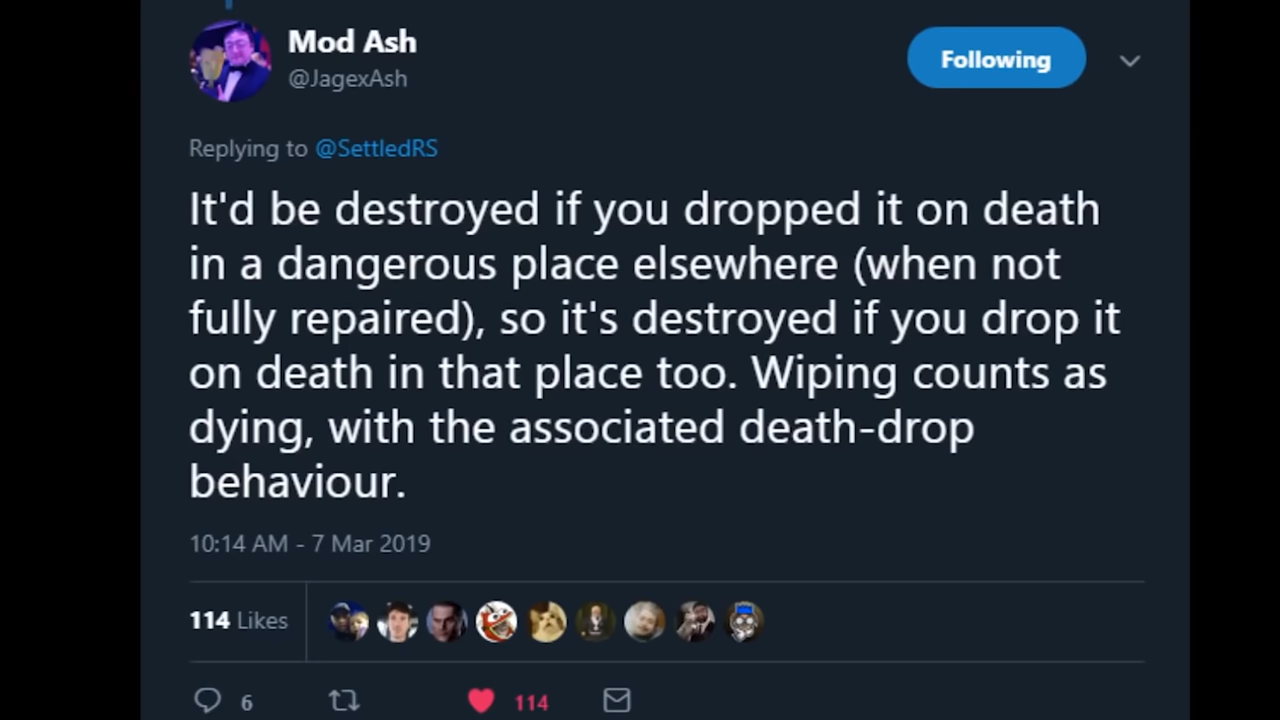 Mod Ash
@JagexAsh
Following
Replying to @SettledRS
It'd be destroyed if you dropped it on death
in a dangerous place elsewhere (when not
fully repaired), so it's destroyed if you drop it
on death in that place too. Wiping counts as
dying, with the associated death-drop
behaviour.
10:14 AM - 7 Mar 2019
114 Likes
6
114